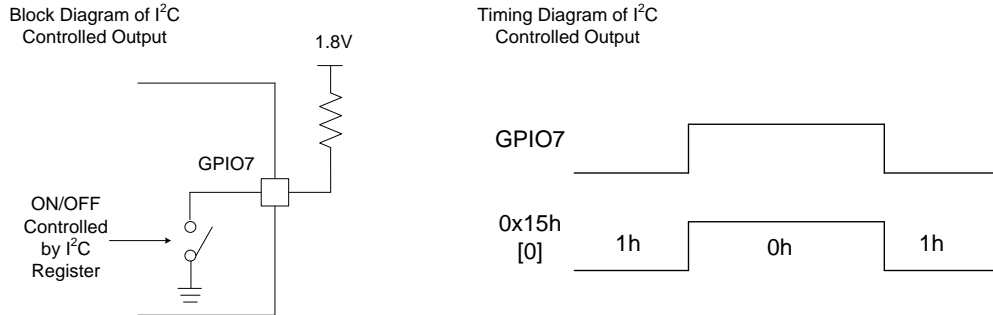 Block Diagram of I²C
Controlled Output
1.8V
GPIO7
ON/OFF
Controlled
by I²C
Register
Timing Diagram of I²C
Controlled Output
GPIO7
0x15h
[0]
1h
0h
1h